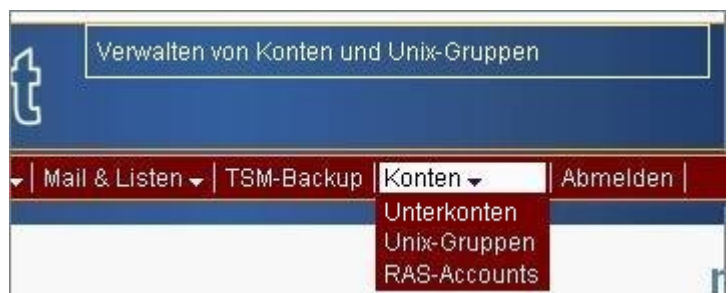 t
Verwalten von Konten und Unix-Gruppen
| Mail & Listen | TSM-Backup | Konten | Abmelden |
Unterkonten
Unix-Gruppen
RAS-Accounts